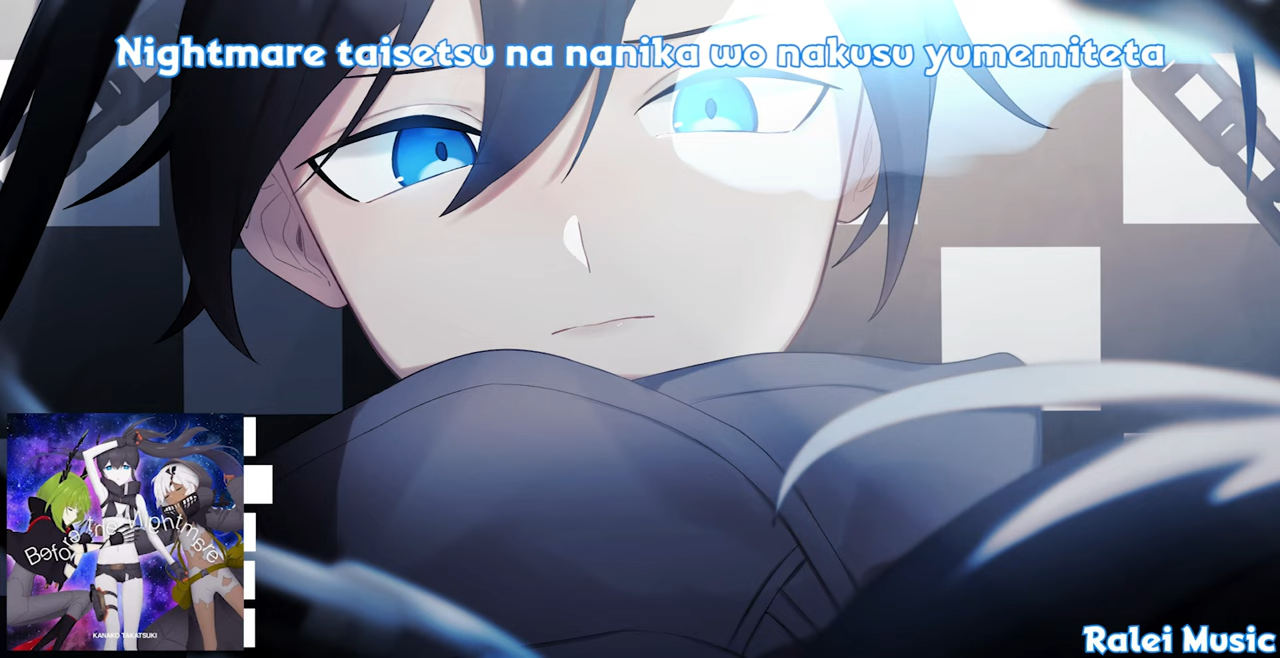 Nightmare taisetsu na nanika wo nakusu yumemiteta
Before the Nightmare
KANAKO TAKATSUKI
Ralei Music